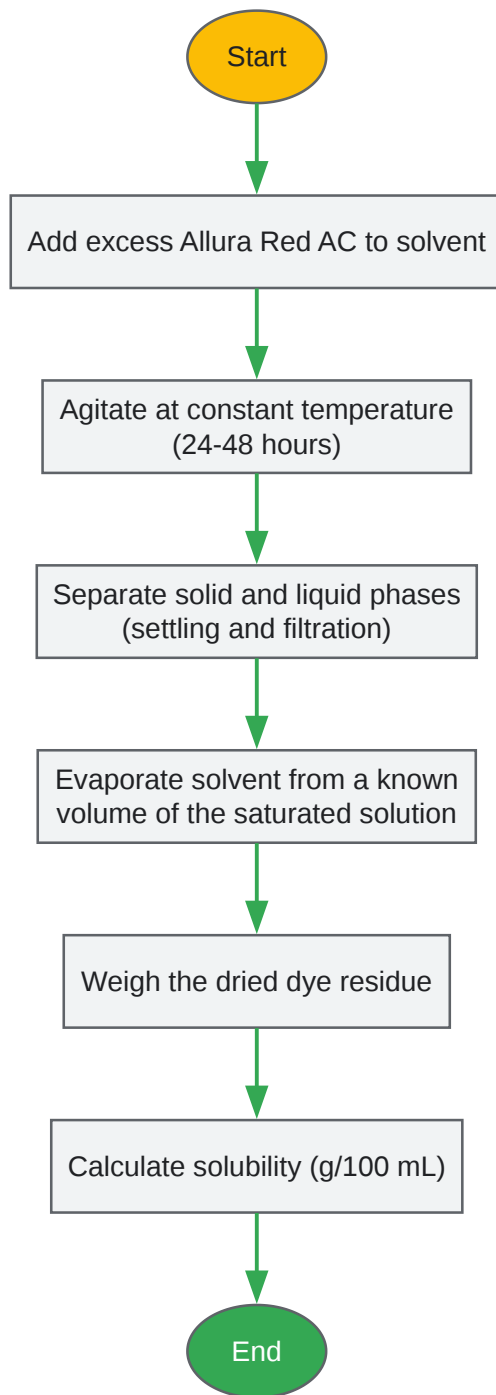 Start
Add excess Allura Red AC to solvent
Agitate at constant temperature
(24-48 hours)
Separate solid and liquid phases
(settling and filtration)
Evaporate solvent from a known
volume of the saturated solution
Weigh the dried dye residue
Calculate solubility (g/100 mL)
End